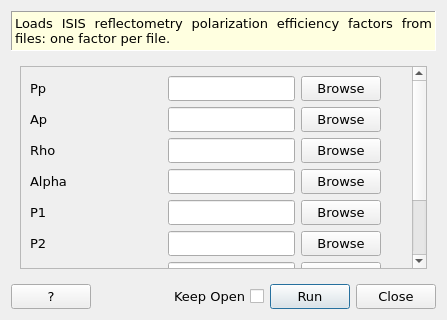 Loads ISIS reflectometry polarization efficiency factors from
files: one factor per file.
Pp Browse
Ap Browse
Rho Browse
Alpha Browse
P1 Browse
P2 Browse
? Keep Open Run Close